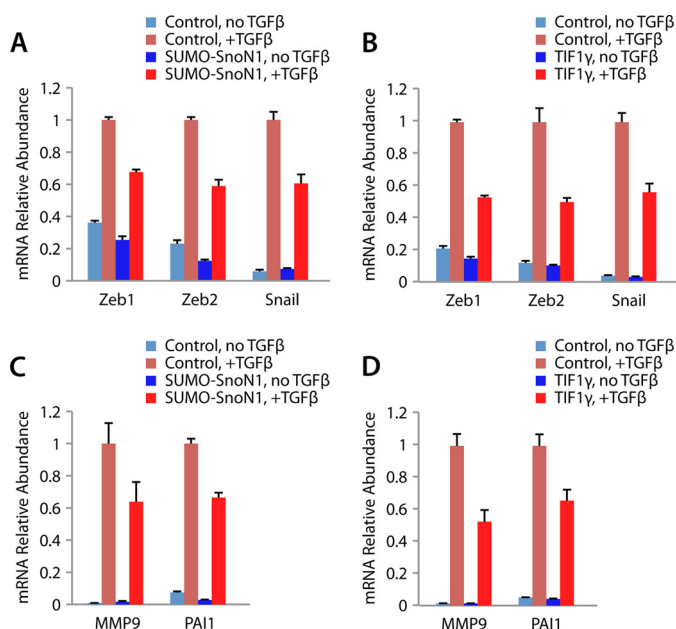 A
Control, no TGFβ
Control, +TGFβ
SUMO-SnoN1, no TGFβ
SUMO-SnoN1, +TGFβ
mRNA Relative Abundance
1.2
1
0.8
0.6
0.4
0.2
0
Zeb1 Zeb2 Snail
B
Control, no TGFβ
Control, +TGFβ
TIF1γ, no TGFβ
TIF1γ, +TGFβ
mRNA Relative Abundance
1.2
1
0.8
0.6
0.4
0.2
0
Zeb1 Zeb2 Snail
C
Control, no TGFβ
Control, +TGFβ
SUMO-SnoN1, no TGFβ
SUMO-SnoN1, +TGFβ
mRNA Relative Abundance
1.2
1
0.8
0.6
0.4
0.2
0
MMP9 PAI1
D
Control, no TGFβ
Control, +TGFβ
TIF1γ, no TGFβ
TIF1γ, +TGFβ
mRNA Relative Abundance
1.2
1
0.8
0.6
0.4
0.2
0
MMP9 PAI1